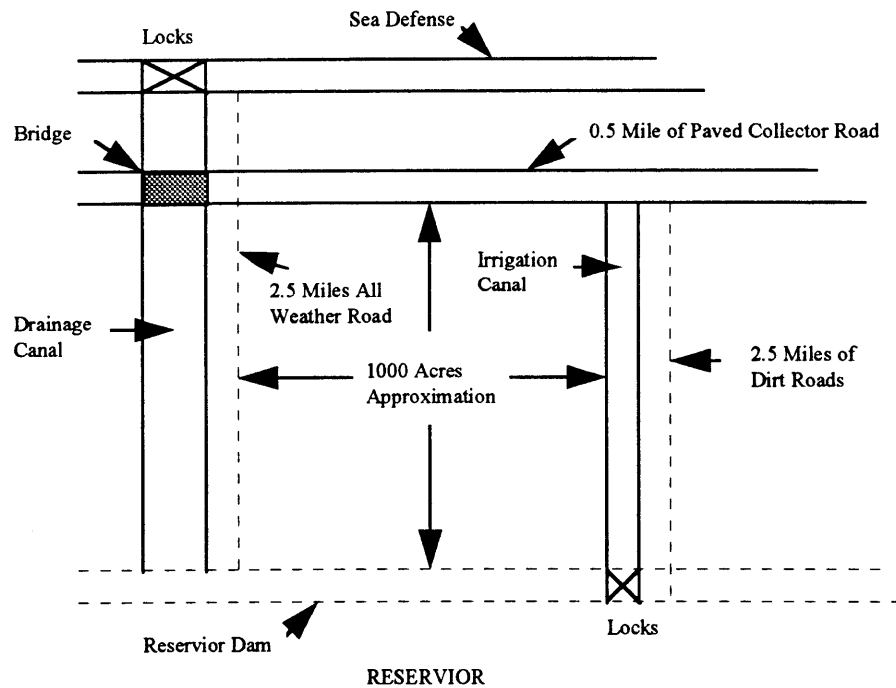 Sea Defense
Locks
Bridge
0.5 Mile of Paved Collector Road
Irrigation
Canal
2.5 Miles All
Weather Road
Drainage
Canal
1000 Acres
Approximation
2.5 Miles of
Dirt Roads
Reservior Dam
Locks
RESERVIOR